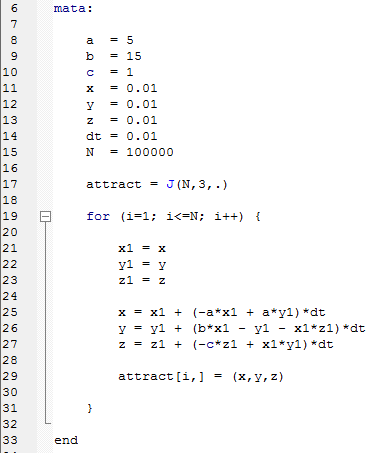 6 mata:
7
8 a = 5
9 b = 15
10 c = 1
11 x = 0.01
12 y = 0.01
13 z = 0.01
14 dt = 0.01
15 N = 100000
16
17 attract = J(N,3,.)
18
19 for (i=1; i<=N; i++) {
20
21 x1 = x
22 y1 = y
23 z1 = z
24
25 x = x1 + (-a*x1 + a*y1)*dt
26 y = y1 + (b*x1 - y1 - x1*z1)*dt
27 z = z1 + (-c*z1 + x1*y1)*dt
28
29 attract[i,] = (x,y,z)
30
31 }
32
33 end